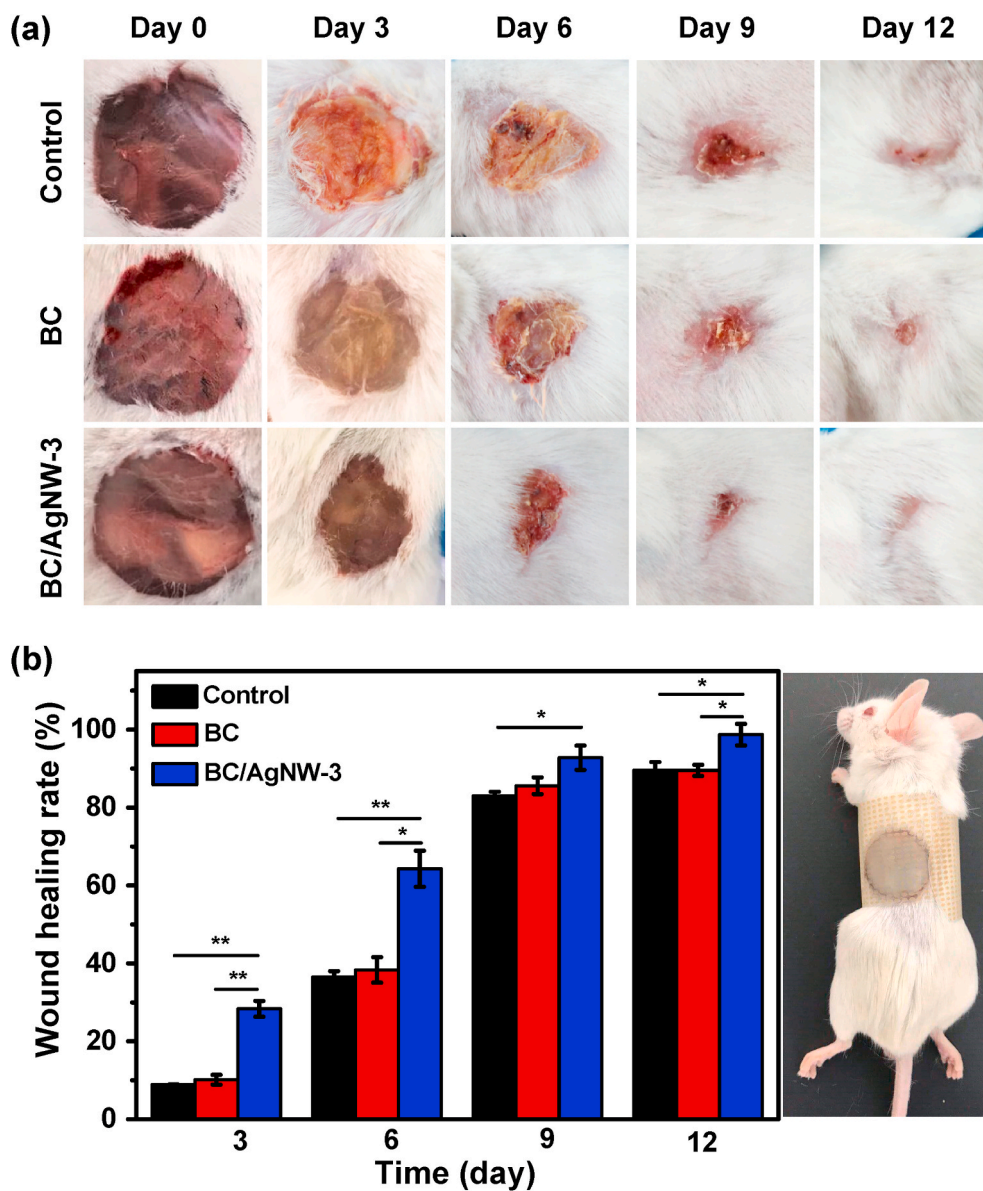 (a) Day 0 Day 3 Day 6 Day 9 Day 12
Control
BC
BC/AgNW-3
(b)
Control
BC
BC/AgNW-3
Wound healing rate (%)
100
80
60
40
20
0
** ** ** * * * *
3 6 9 12
Time (day)